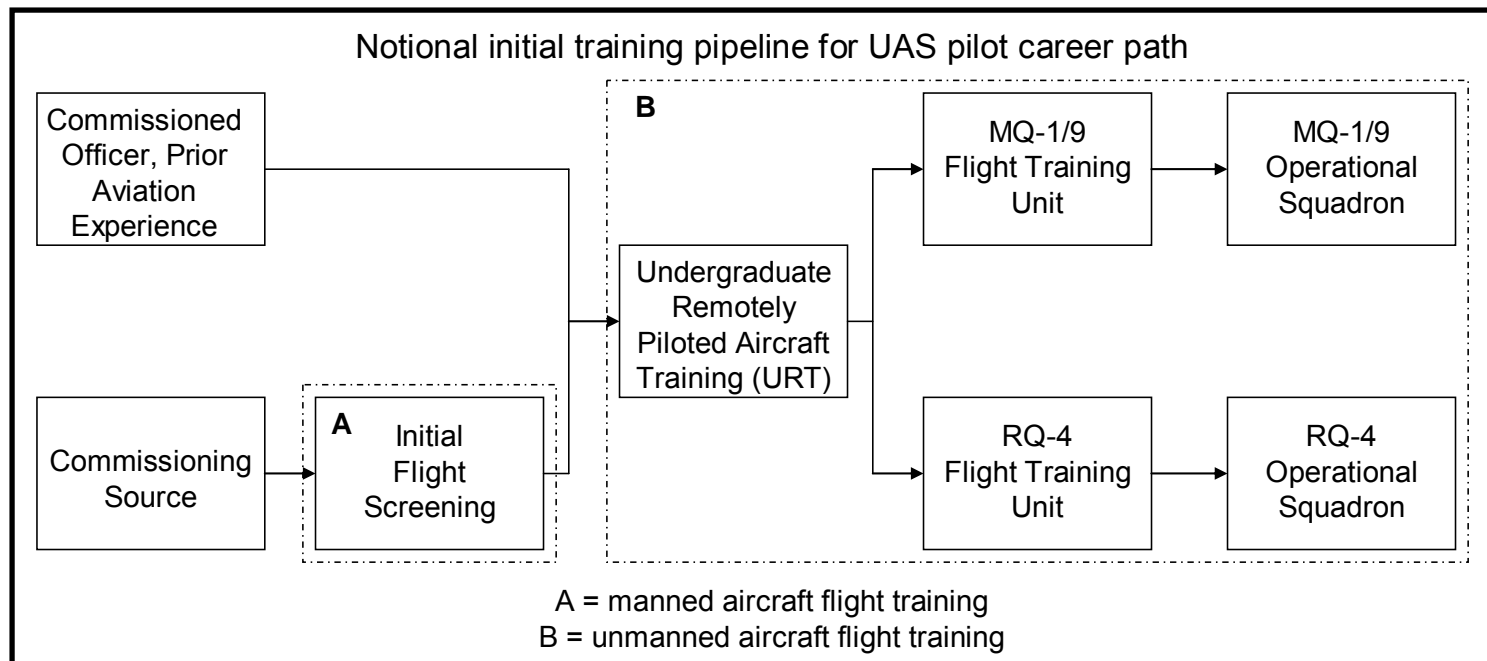 Notional initial training pipeline for UAS pilot career path
Commissioned
Officer, Prior
Aviation
Experience
Commissioning
Source
A
Initial
Flight
Screening
B
Undergraduate
Remotely
Piloted Aircraft
Training (URT)
MQ-1/9
Flight Training
Unit
MQ-1/9
Operational
Squadron
RQ-4
Flight Training
Unit
RQ-4
Operational
Squadron
A = manned aircraft flight training
B = unmanned aircraft flight training